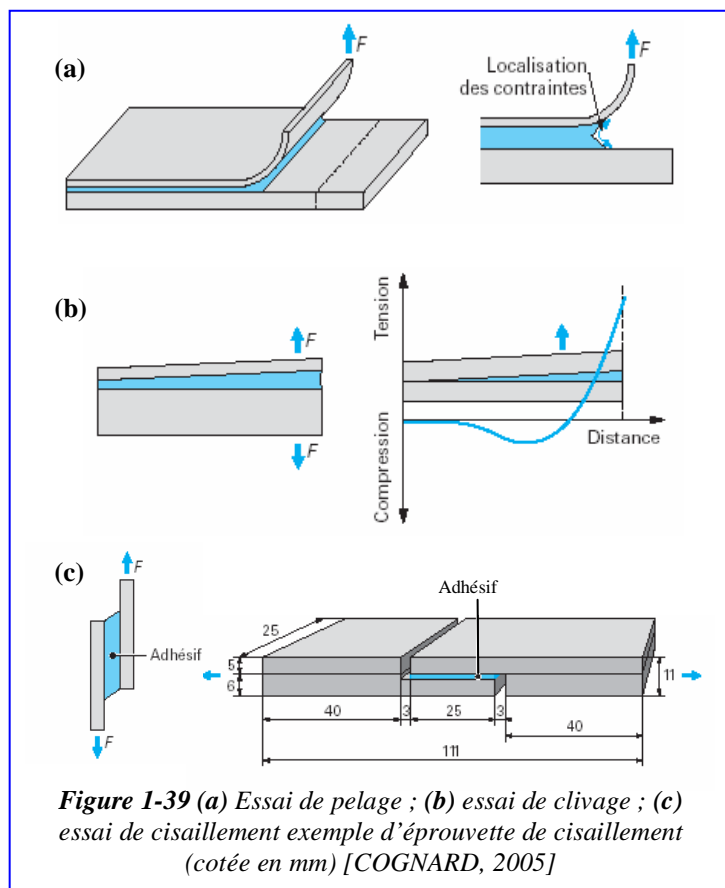 (a)
F
F
Localisation
des contraintes
(b)
F
F
Tension
Compression
Distance
(c)
F
Adhésif
F
Adhésif
25
5
6
11
40
3
25
3
40
111
Figure 1-39 (a) Essai de pelage ; (b) essai de clivage ; (c)
essai de cisaillement exemple d’éprouvette de cisaillement
(cotée en mm) [COGNARD, 2005]